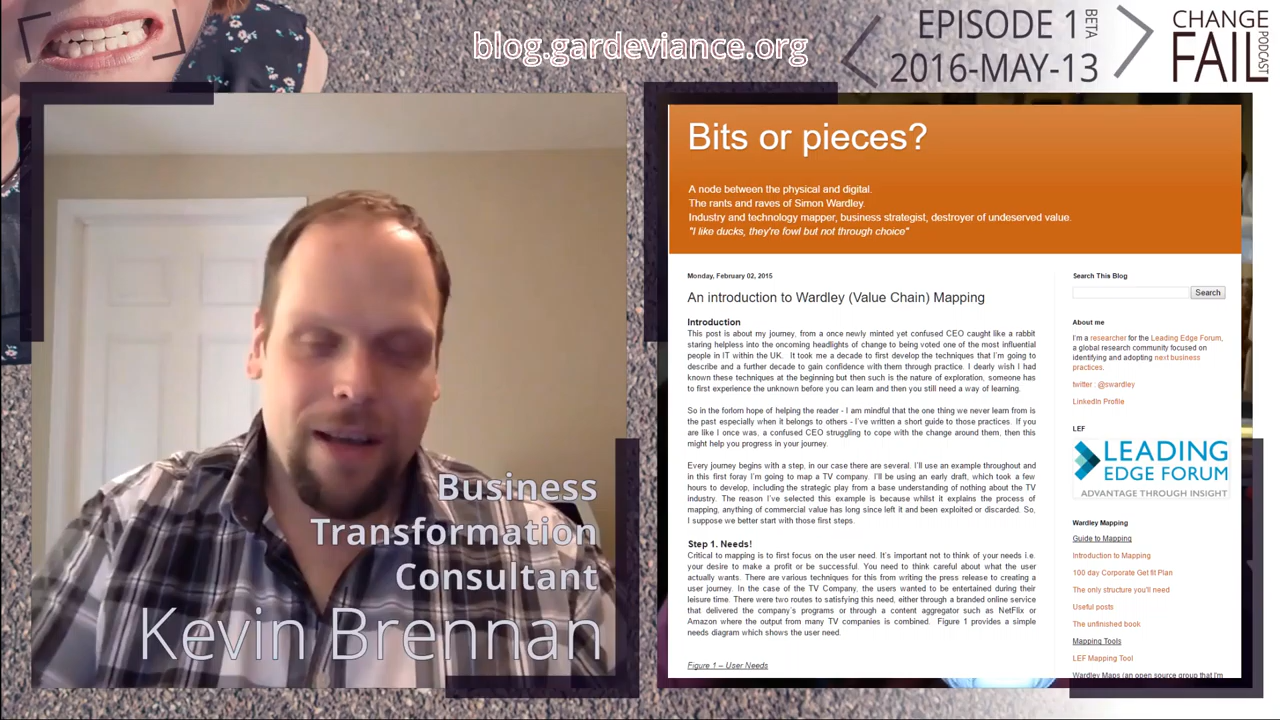 blog.gardeviance.org
EPISODE 1
BETA
2016-MAY-13
CHANGE
FAIL
PODCAST
Business
Transformation
Consultant
Kevin Brennan
Bits or pieces?
A node between the physical and digital.
The rants and raves of Simon Wardley.
Industry and technology mapper, business strategist, destroyer of undeserved value.
"I like ducks, they're fowl but not through choice"
Monday, February 02, 2015
An introduction to Wardley (Value Chain) Mapping
Introduction
This post is about my journey, from a once newly minted yet confused CEO caught like a rabbit
staring helpless into the oncoming headlights of change to being voted one of the most influential
people in IT within the UK. It took me a decade to first develop the techniques that I'm going to
describe and a further decade to gain confidence with them through practice. I dearly wish I had
known these techniques at the beginning but then such is the nature of exploration, someone has
to first experience the unknown before you can learn and then you still need a way of learning.
So in the forlorn hope of helping the reader - I am mindful that the one thing we never learn from is
the past especially when it belongs to others - I've written a short guide to those practices. If you
are like I once was, a confused CEO struggling to cope with the change around them, then this
might help you progress in your journey.
Every journey begins with a step, in our case there are several. I'll use an example throughout and
in this first foray I'm going to map a TV company. I'll be using an early draft, which took a few
hours to develop, including the strategic play from a base understanding of nothing about the TV
industry. The reason I've selected this example is because whilst it explains the process of
mapping, anything of commercial value has long since left it and been exploited or discarded. So,
I suppose we better start with those first steps.
Step 1. Needs!
Critical to mapping is to first focus on the user need. It's important not to think of your needs i.e.
your desire to make a profit or be successful. You need to think careful about what the user
actually wants. There are various techniques for this from writing the press release to creating a
user journey. In the case of the TV Company, the users wanted to be entertained during their
leisure time. There were two routes to satisfying this need, either through a branded online service
that delivered the company's programs or through a content aggregator such as NetFlix or
Amazon where the output from many TV companies is combined. Figure 1 provides a simple
needs diagram which shows the user need.
Figure 1 – User Needs
Search This Blog
Search
About me
I'm a researcher for the Leading Edge Forum,
a global research community focused on
identifying and adopting next business
practices.
twitter : @swardley
LinkedIn Profile
LEF
LEADING
EDGE FORUM
ADVANTAGE THROUGH INSIGHT
Wardley Mapping
Guide to Mapping
Introduction to Mapping
100 day Corporate Get fit Plan
The only structure you'll need
Useful posts
The unfinished book
Mapping Tools
LEF Mapping Tool
Wardley Maps (an open source group that I'm